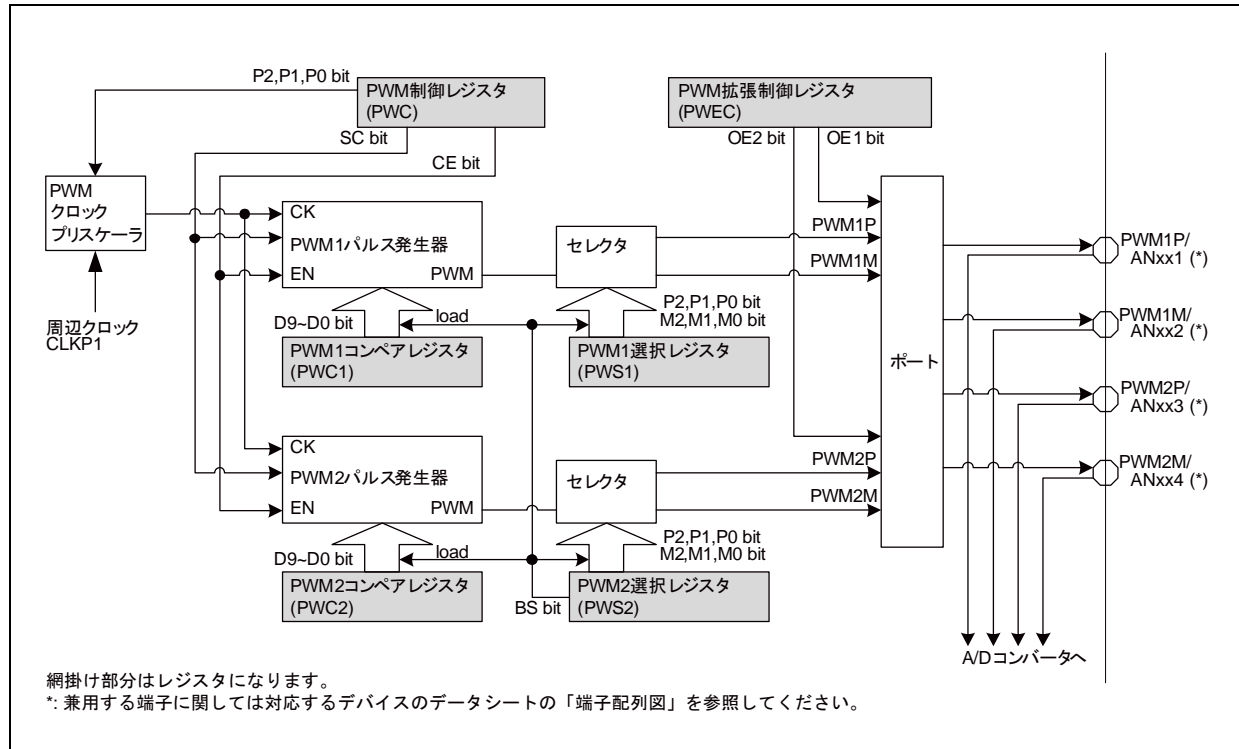 P2,P1,P0 bit
PWM制御レジスタ
(PWC)
SC bit
CE bit
PWM拡張制御レジスタ
(PWEC)
OE2 bit
OE1 bit
PWM
クロック
プリスケーラ
周辺クロック
CLKP1
CK
PWM1パルス発生器
EN
PWM
セレクタ
PWM1P
PWM1M
D9~D0 bit
load
P2,P1,P0 bit
M2,M1,M0 bit
PWM1コンペアレジスタ
(PWC1)
PWM1選択レジスタ
(PWS1)
CK
PWM2パルス発生器
EN
PWM
セレクタ
PWM2P
PWM2M
D9~D0 bit
load
P2,P1,P0 bit
M2,M1,M0 bit
PWM2コンペアレジスタ
(PWC2)
BS bit
PWM2選択レジスタ
(PWS2)
ポート
PWM1P/
ANxx1 (*)
PWM1M/
ANxx2 (*)
PWM2P/
ANxx3 (*)
PWM2M/
ANxx4 (*)
A/Dコンバータへ
網掛け部分はレジスタになります。
*: 兼用する端子に関しては対応するデバイスのデータシートの「端子配列図」を参照してください。